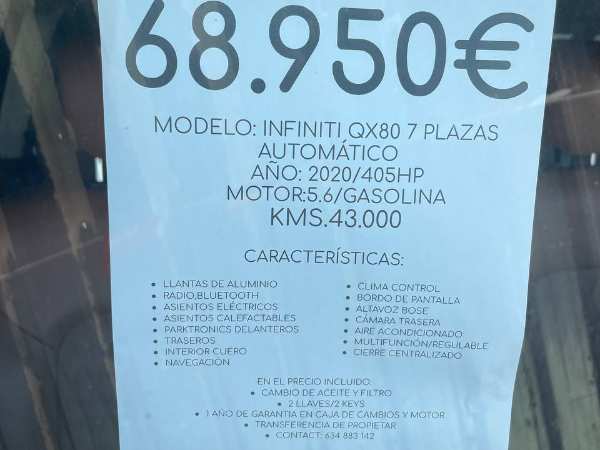 68.950€
MODELO: INFINITI QX80 7 PLAZAS
AUTOMÁTICO
AÑO: 2020/405HP
MOTOR:5.6/GASOLINA
KMS.43.000
CARACTERÍSTICAS:
• LLANTAS DE ALUMINIO
• RADIO,BLUETOOTH
• ASIENTOS ELÉCTRICOS
• ASIENTOS CALEFACTABLES
• PARKTRONICS DELANTEROS
• TRASEROS
• INTERIOR CUERO
• NAVEGACIÓN
• CLIMA CONTROL
• BORDO DE PANTALLA
• ALTAVOZ BOSE
• CÁMARA TRASERA
• AIRE ACONDICIONADO
• MULTIFUNCIÓN/REGULABLE
• CIERRE CENTRALIZADO
EN EL PRECIO INCLUIDO:
• CAMBIO DE ACEITE Y FILTRO
• 2 LLAVES/2 KEYS
• 1 AÑO DE GARANTIA EN CAJA DE CAMBIOS Y MOTOR
• TRANSFERENCIA DE PROPIETAR
• CONTACT: 634 883 142